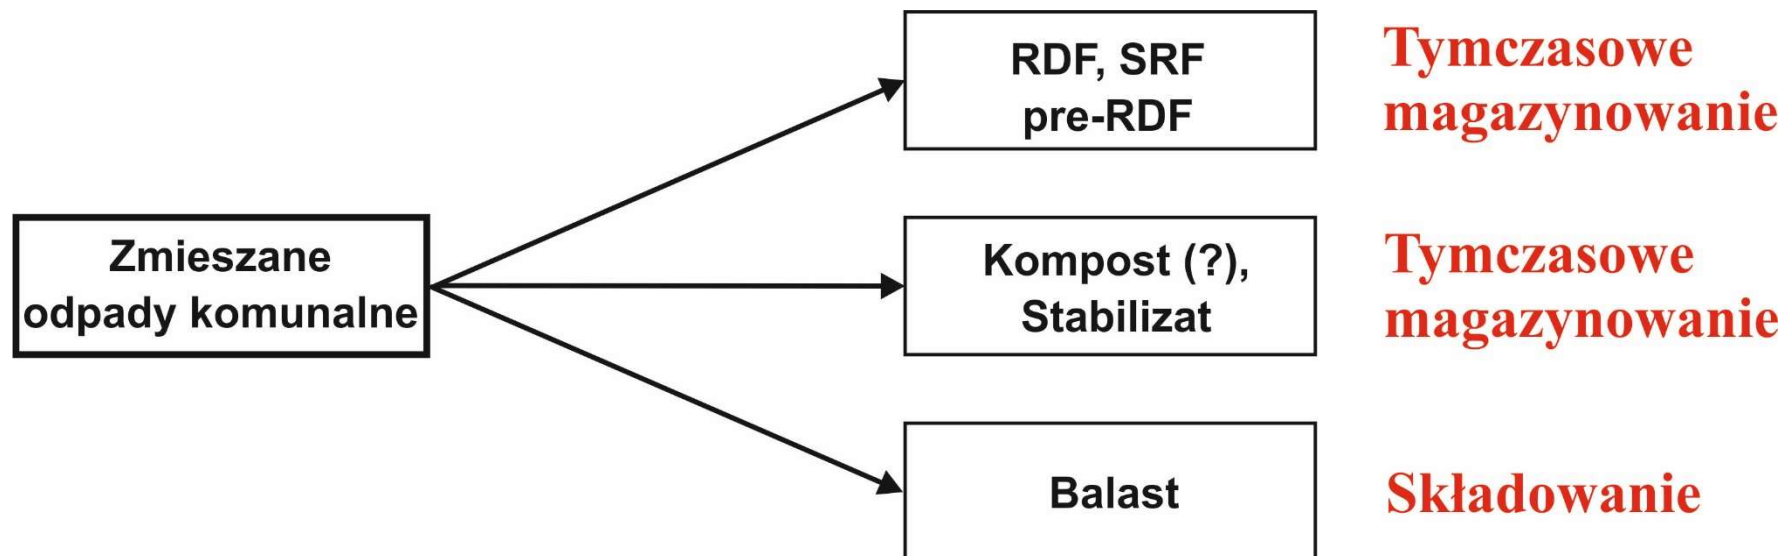 RDF, SRF
pre-RDF
Tymczasowe
magazynowanie
Zmieszane
odpady komunalne
Kompost (?),
Stabilizat
Tymczasowe
magazynowanie
Balast
Składowanie